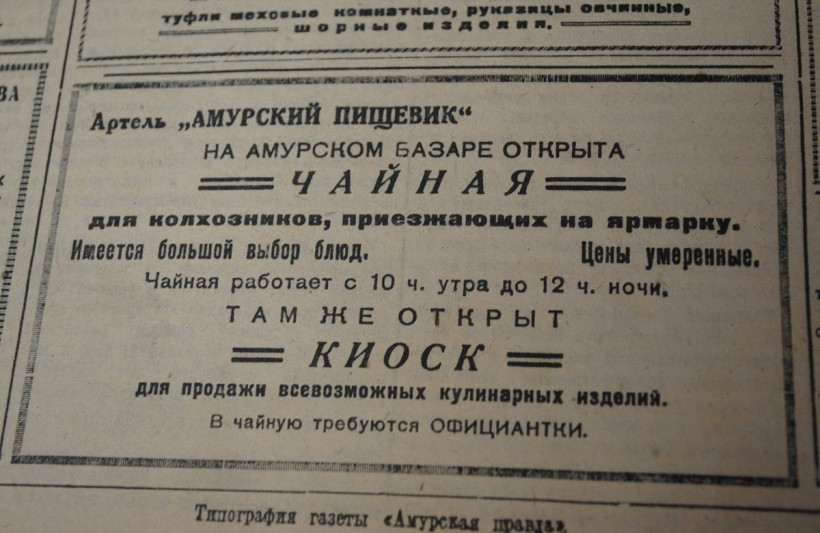 туфли меховые комнатные, рукавицы овчинные,
шорные изделия.
ВА
Артель „АМУРСКИЙ ПИЩЕВИК“
НА АМУРСКОМ БАЗАРЕ ОТКРЫТА
ЧАЙНАЯ
для колхозников, приезжающих на ярмарку.
Имеется большой выбор блюд. Цены умеренные.
Чайная работает с 10 ч. утра до 12 ч. ночи.
ТАМ ЖЕ ОТКРЫТ
КИОСК
для продажи всевозможных кулинарных изделий.
В чайную требуются ОФИЦИАНТКИ.
Типография газеты «Амурская правда».